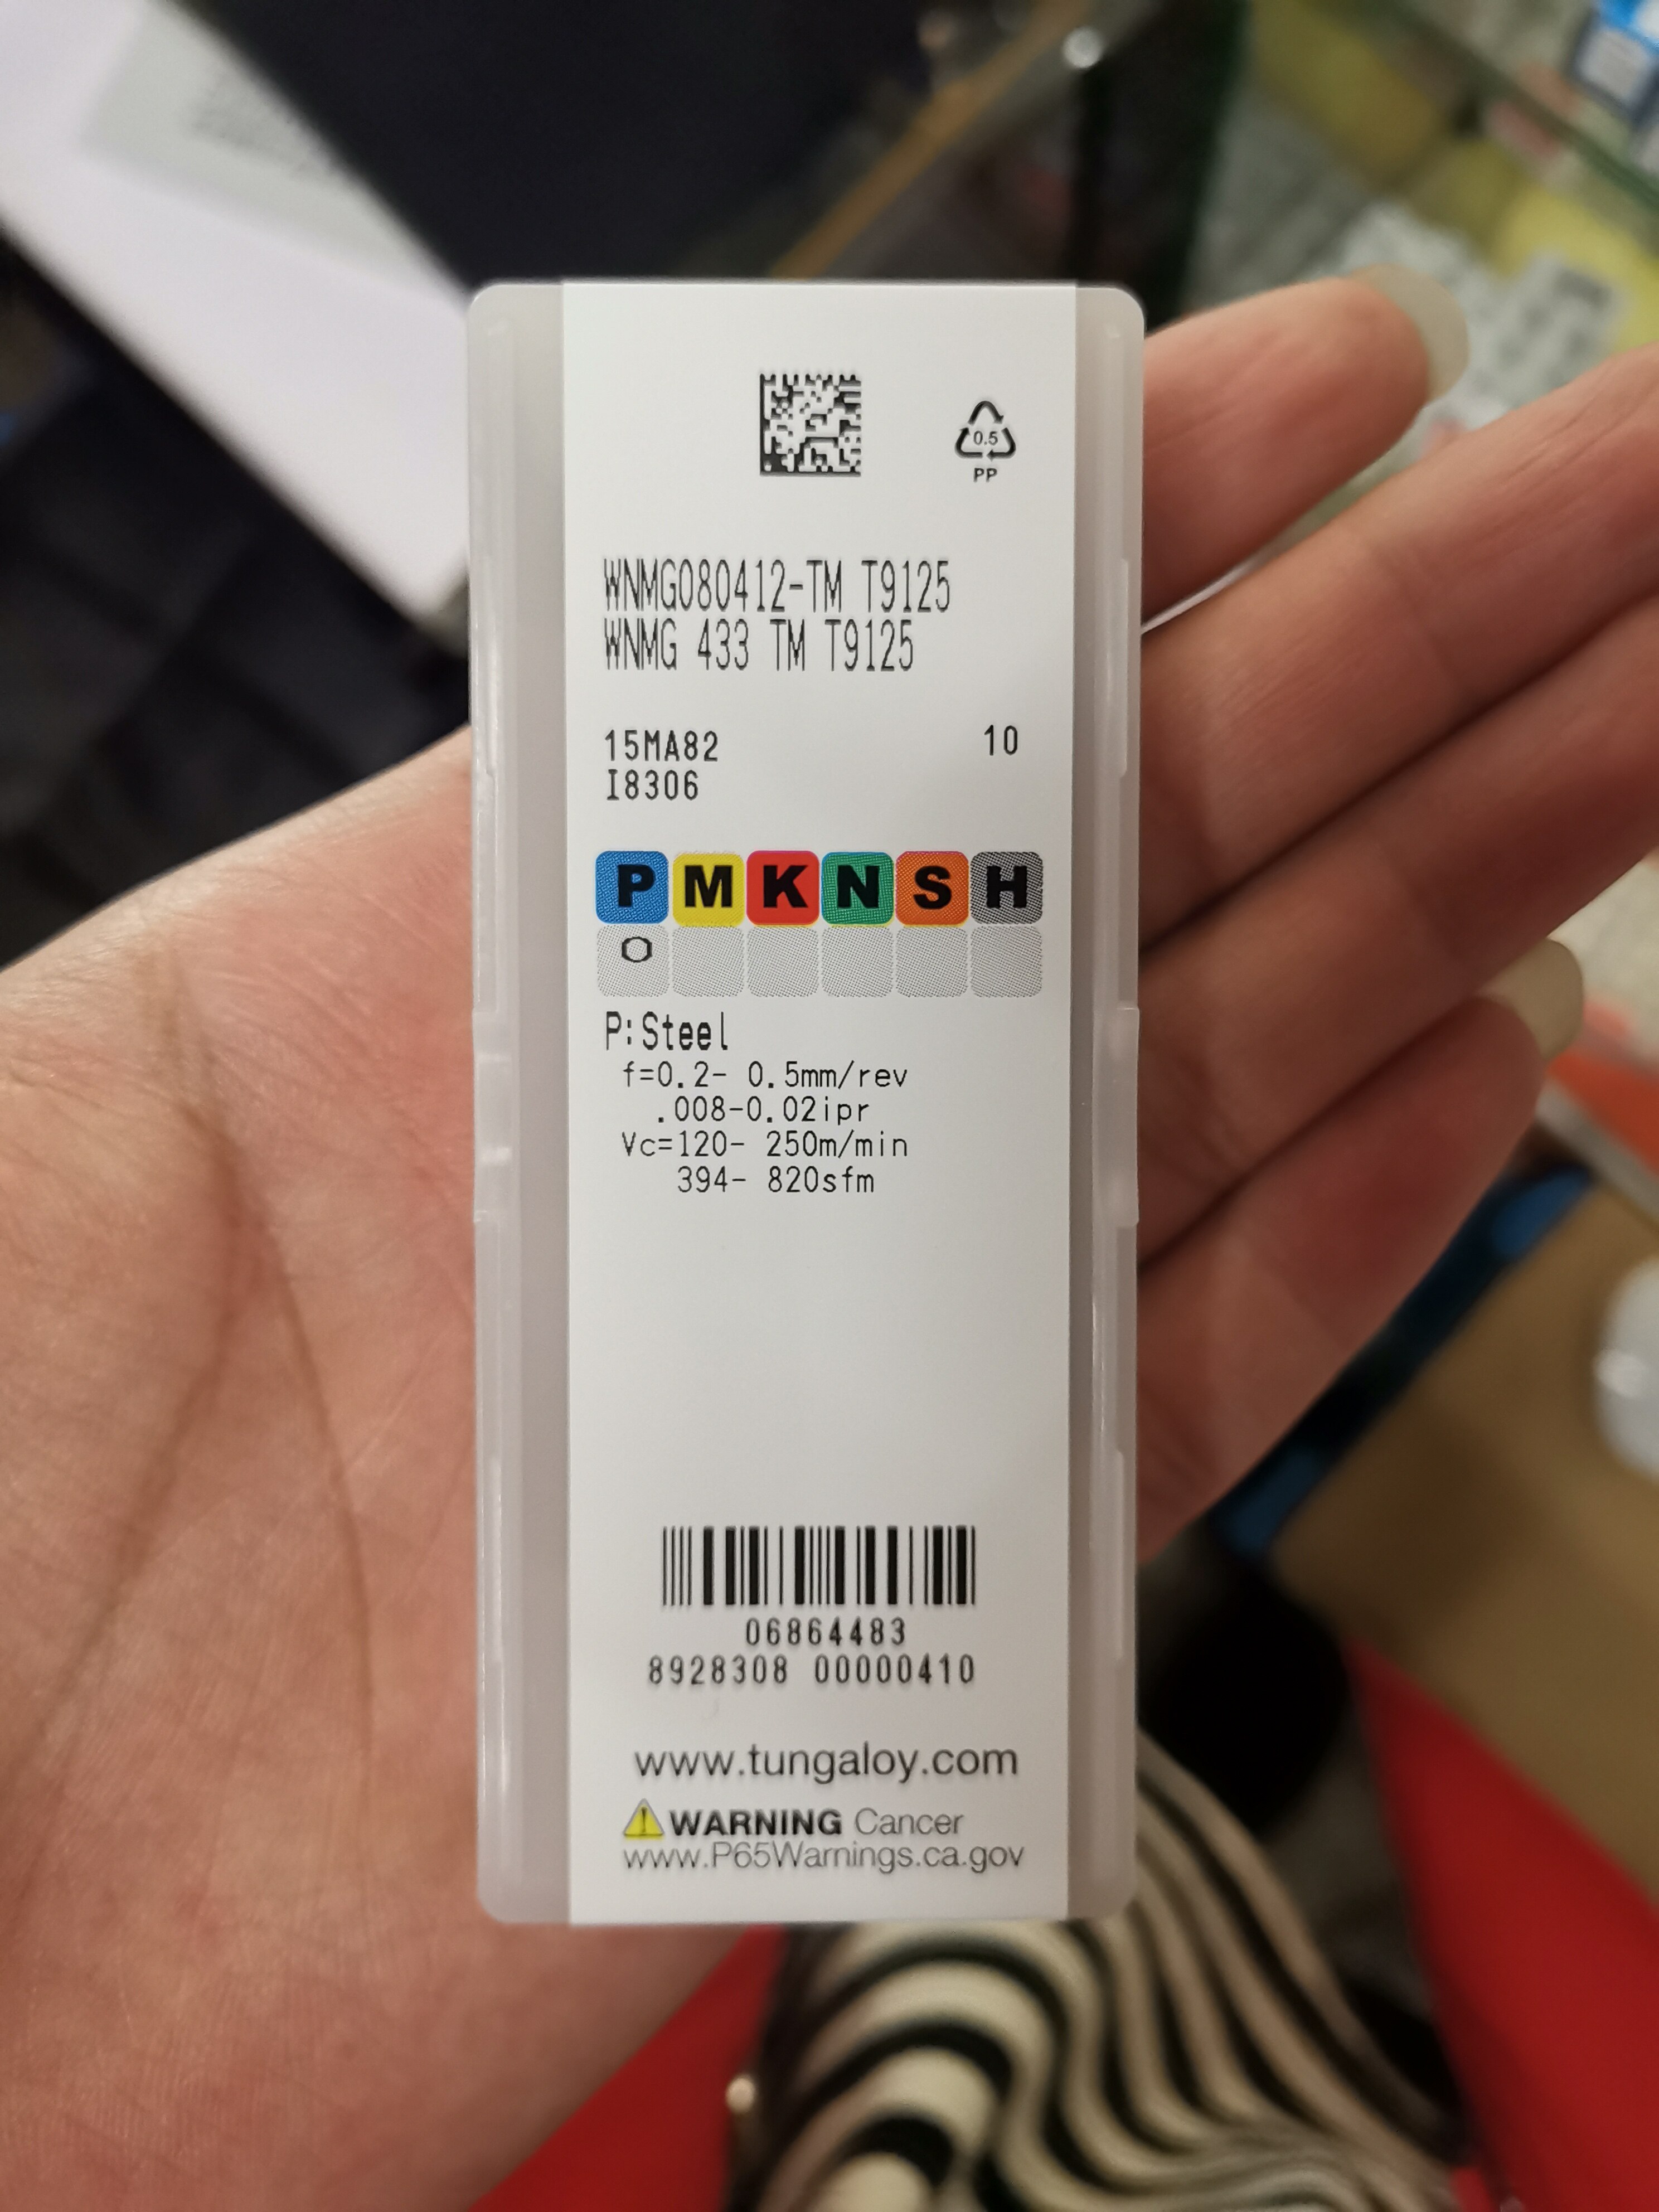 0.5
PP
WNMG080412-TM T9125
WNMG 433 TM T9125
15MA82 10
I8306
P M K N S H
O
P:Steel
f=0.2- 0.5mm/rev
.008-0.02ipr
Vc=120- 250m/min
394- 820sfm
06864483
8928308 00000410
www.tungaloy.com
WARNING Cancer
www.P65Warnings.ca.gov